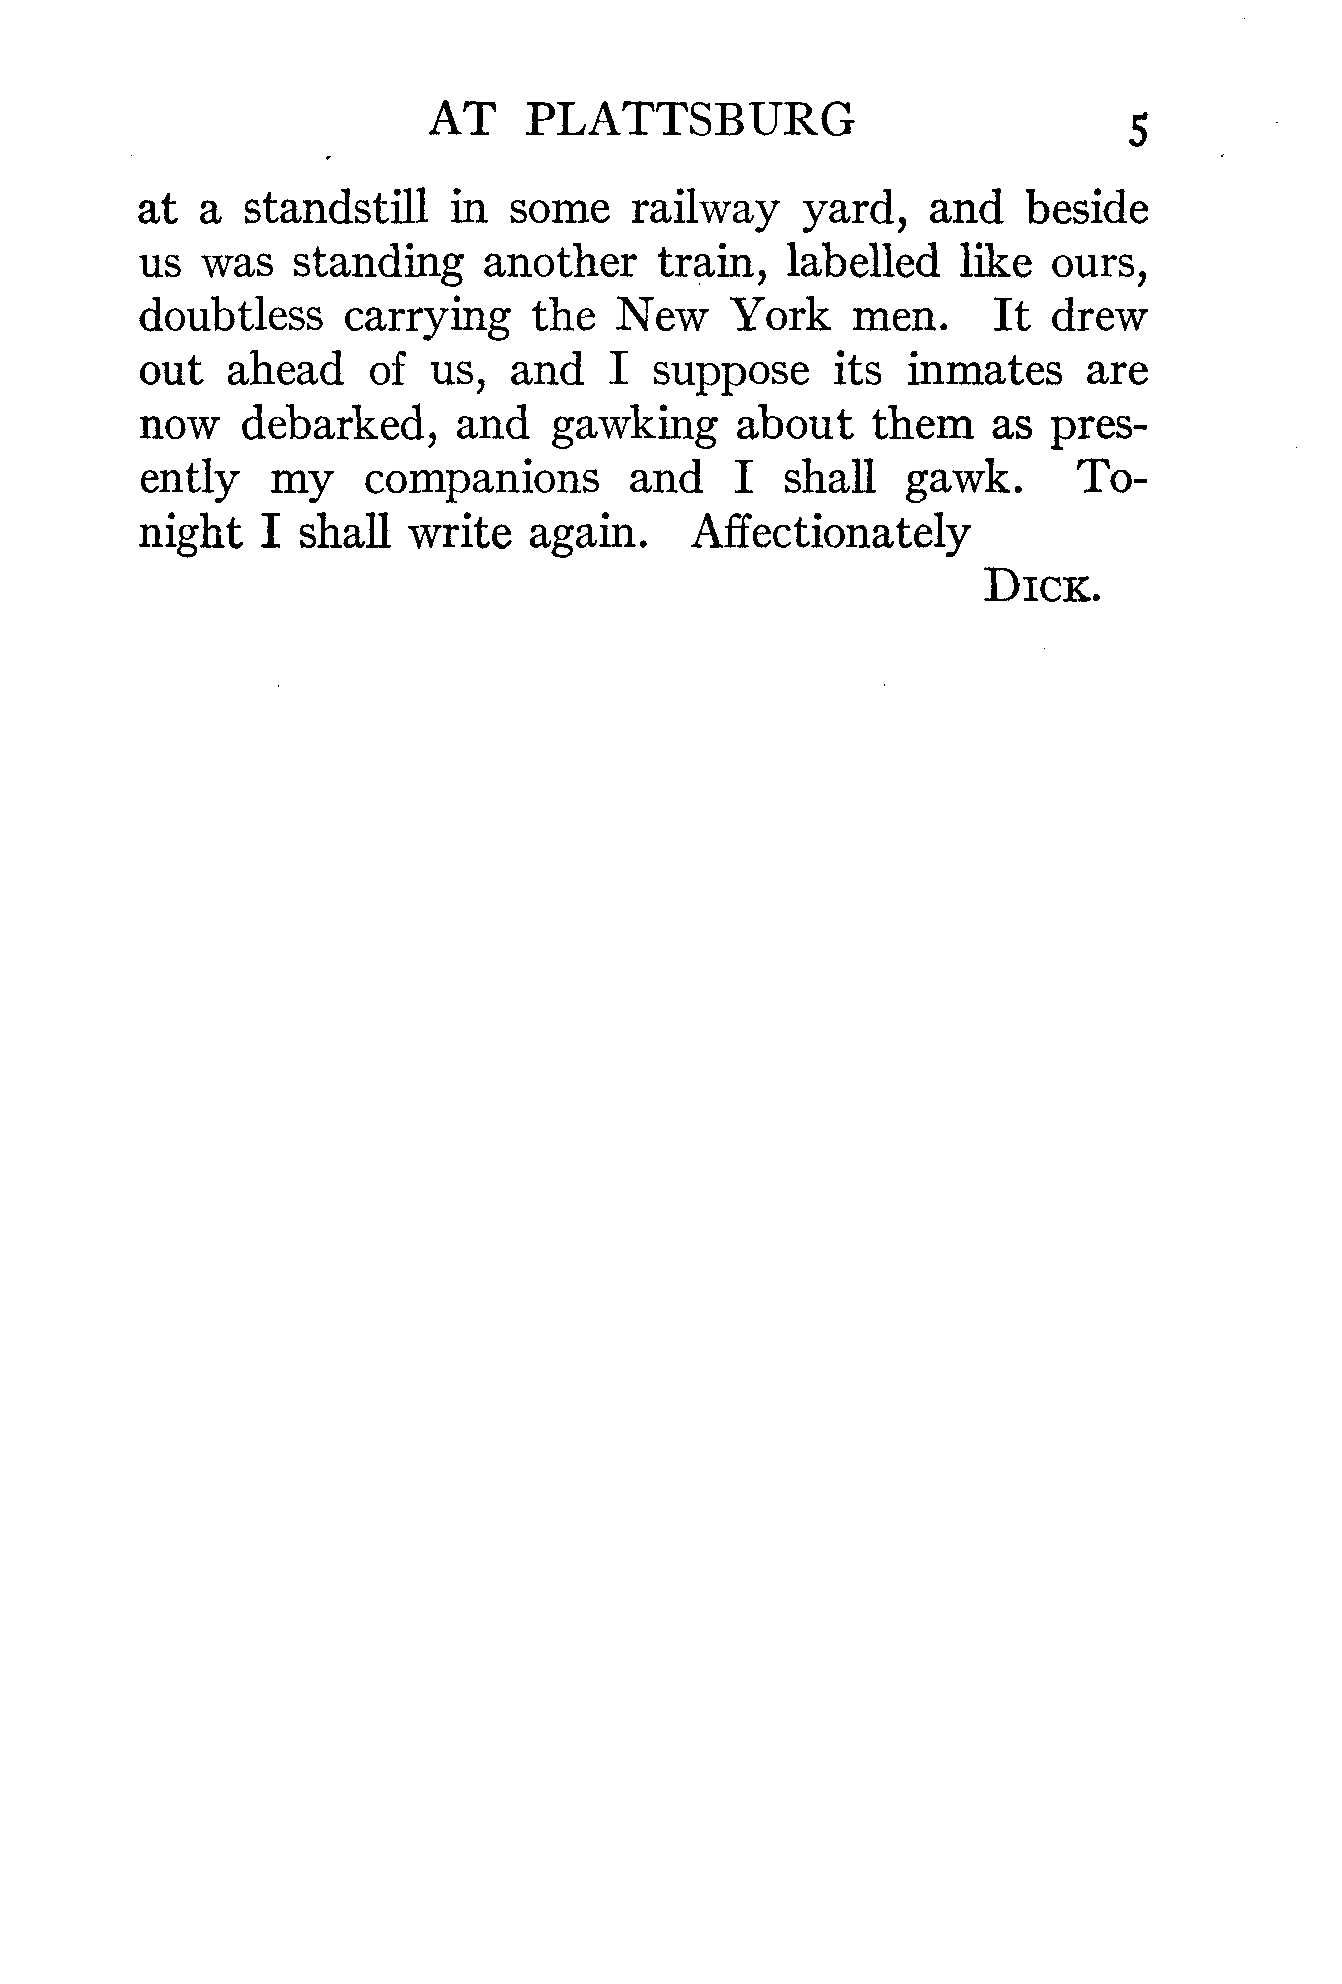 AT PLATTSBURG 5
at a standstill in some railway yard, and beside
us was standing another train, labelled like ours,
doubtless carrying the New York men. It drew
out ahead of us, and I suppose its inmates are
now debarked, and gawking about them as pres-
ently my companions and I shall gawk. To-
night I shall write again. Affectionately
DICK.